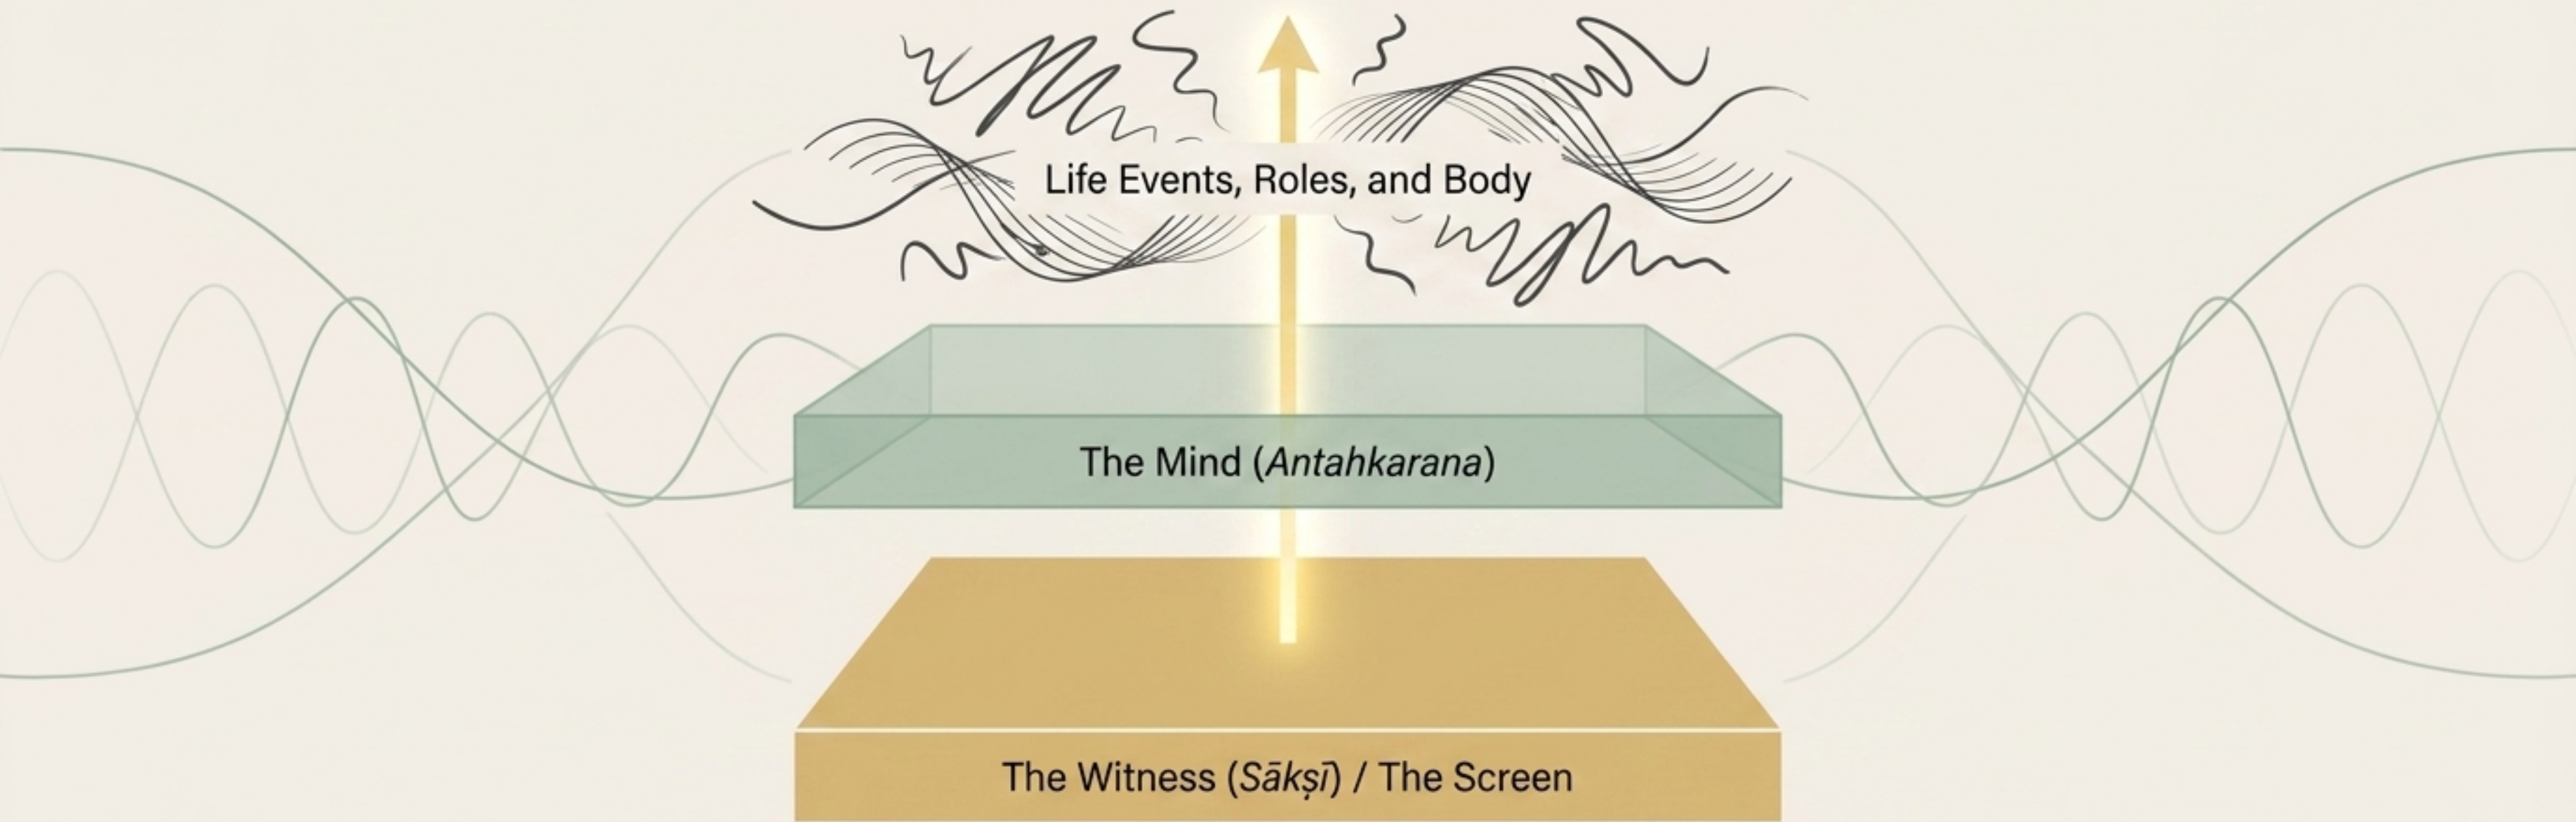 Life Events, Roles, and Body
The Mind (Antahkarana)
The Witness (Sākṣī) / The Screen